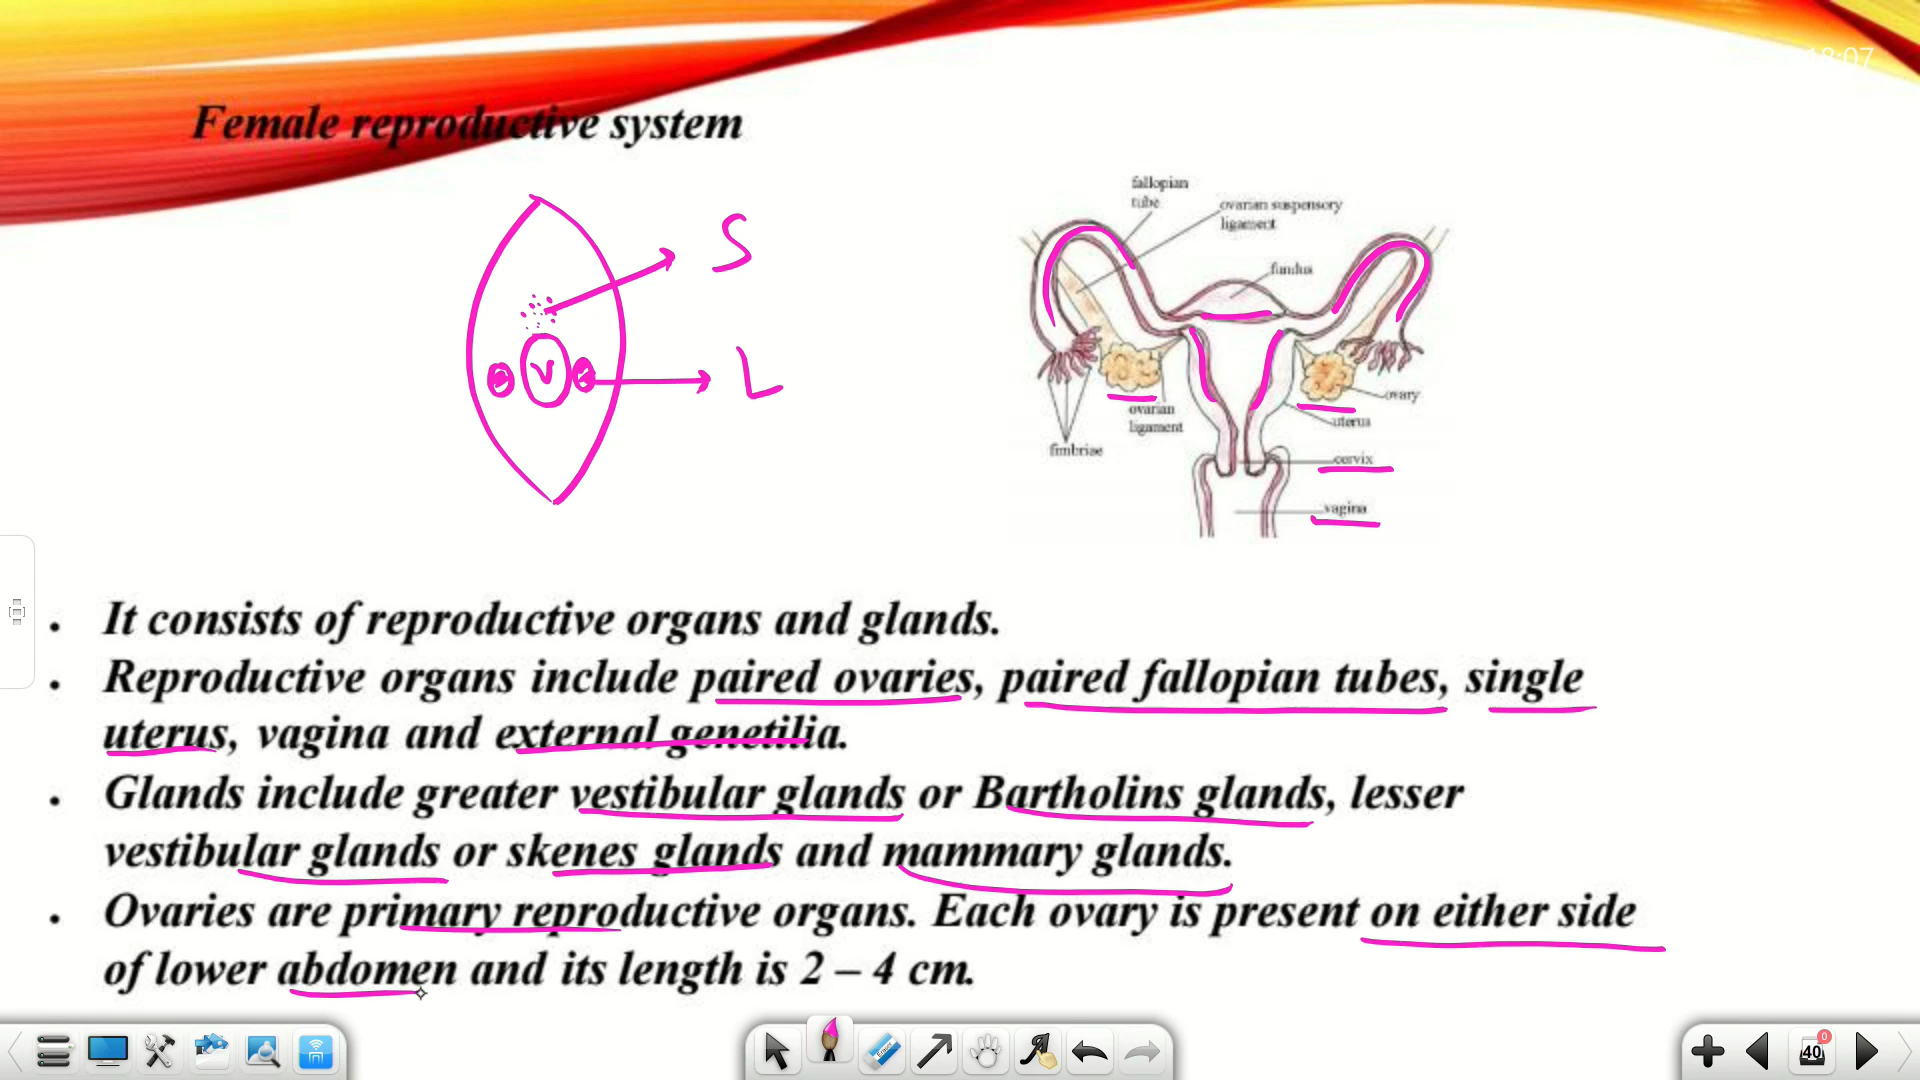 18:07
Female reproductive system
S
V
L
fallopian
tube
ovarian suspensory
ligament
fundus
ovary
ovarian
ligament
uterus
fimbriae
cervix
vagina
• It consists of reproductive organs and glands.
• Reproductive organs include paired ovaries, paired fallopian tubes, single
uterus, vagina and external genetilia.
• Glands include greater vestibular glands or Bartholins glands, lesser
vestibular glands or skenes glands and mammary glands.
• Ovaries are primary reproductive organs. Each ovary is present on either side
of lower abdomen and its length is 2 – 4 cm.
40
0